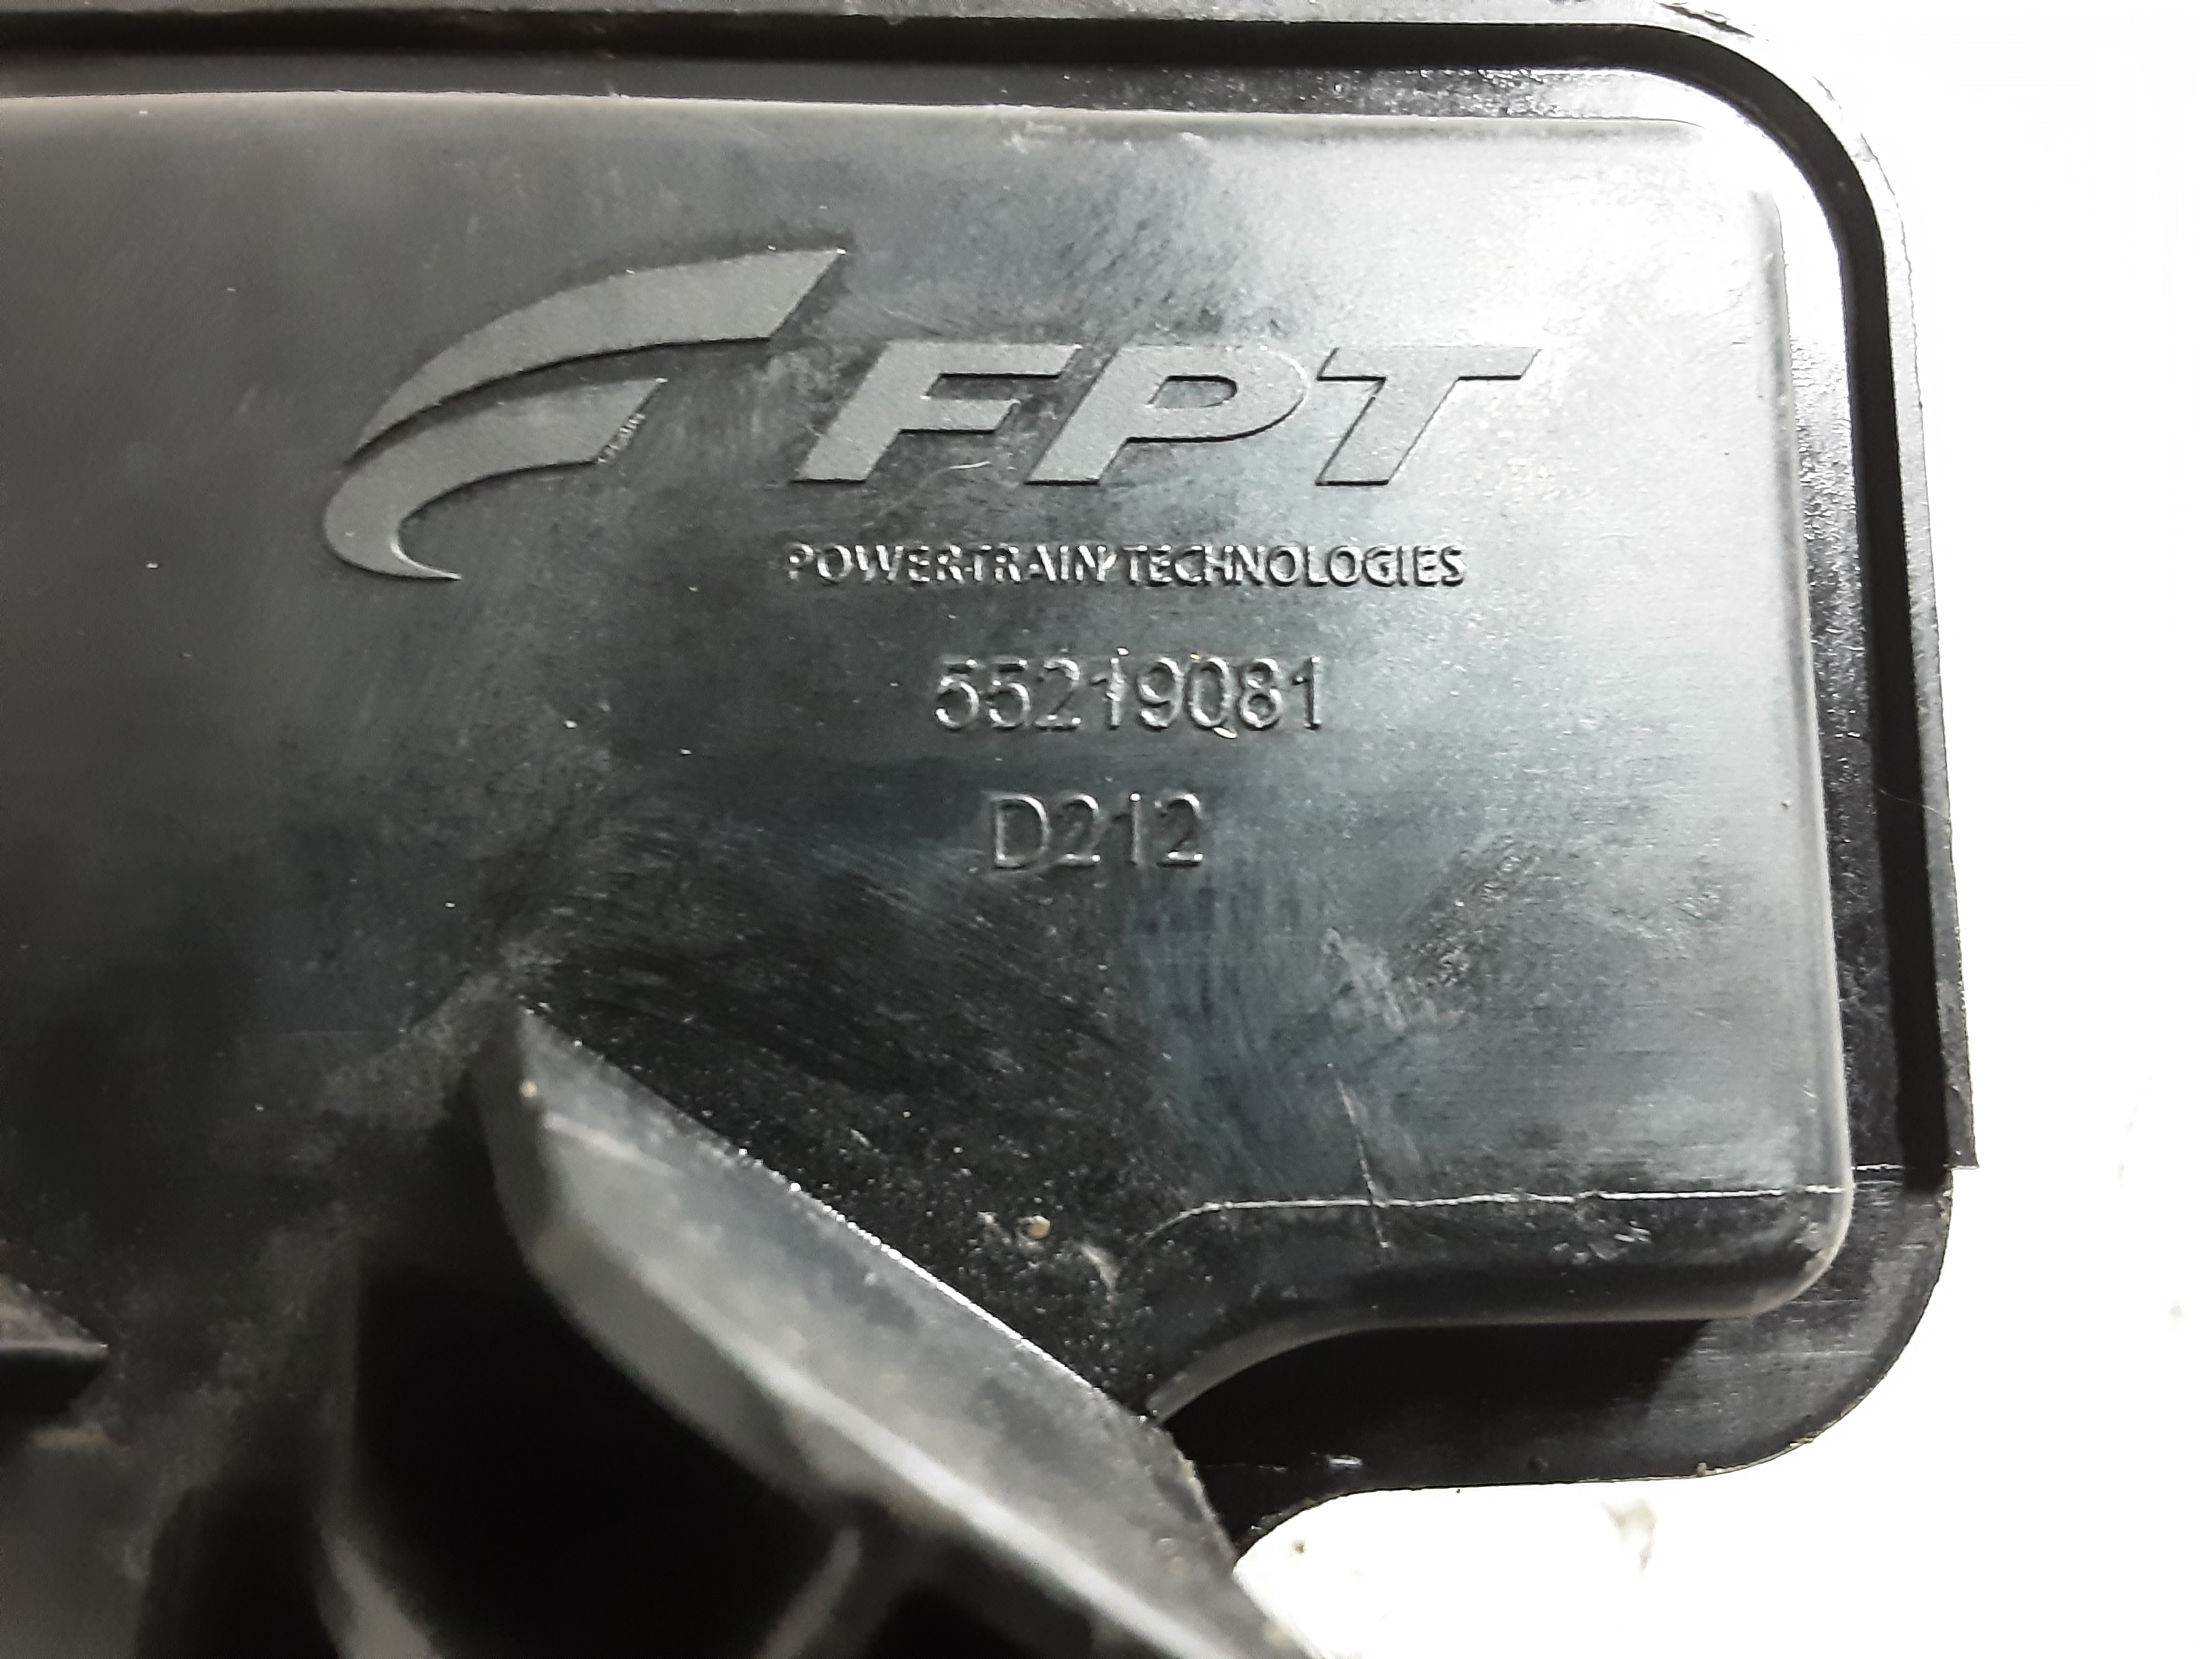 FPT
POWERTRAIN TECHNOLOGIES
55219081
D212